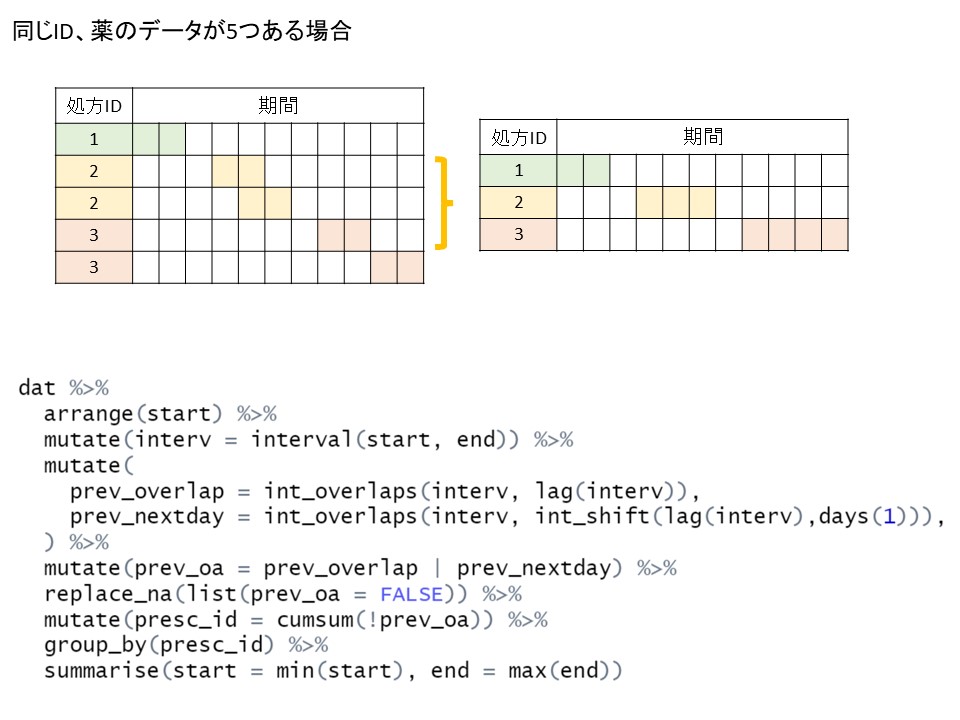 同じID、薬のデータが5つある場合
処方ID 期間
1
2
2
3
3
処方ID 期間
1
2
3
dat %>%
  arrange(start) %>%
  mutate(interv = interval(start, end)) %>%
  mutate(
    prev_overlap = int_overlaps(interv, lag(interv)),
    prev_nextday = int_overlaps(interv, int_shift(lag(interv),days(1))),
  ) %>%
  mutate(prev_oa = prev_overlap | prev_nextday) %>%
  replace_na(list(prev_oa = FALSE)) %>%
  mutate(presc_id = cumsum(!prev_oa)) %>%
  group_by(presc_id) %>%
  summarise(start = min(start), end = max(end))